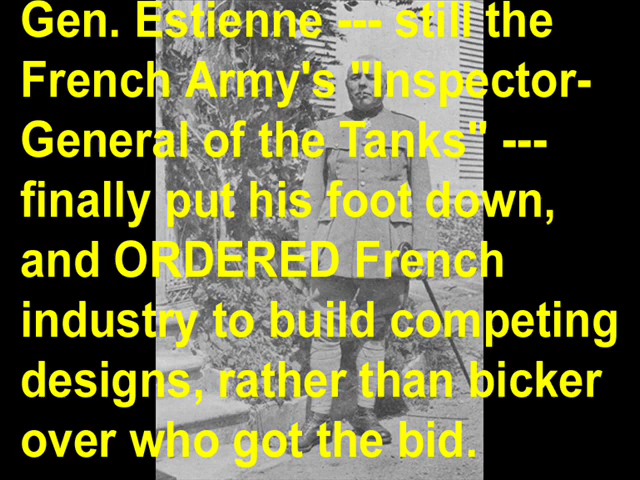 Gen. Estienne --- still the
French Army's "Inspector-
General of the Tanks" ---
finally put his foot down,
and ORDERED French
industry to build competing
designs, rather than bicker
over who got the bid.